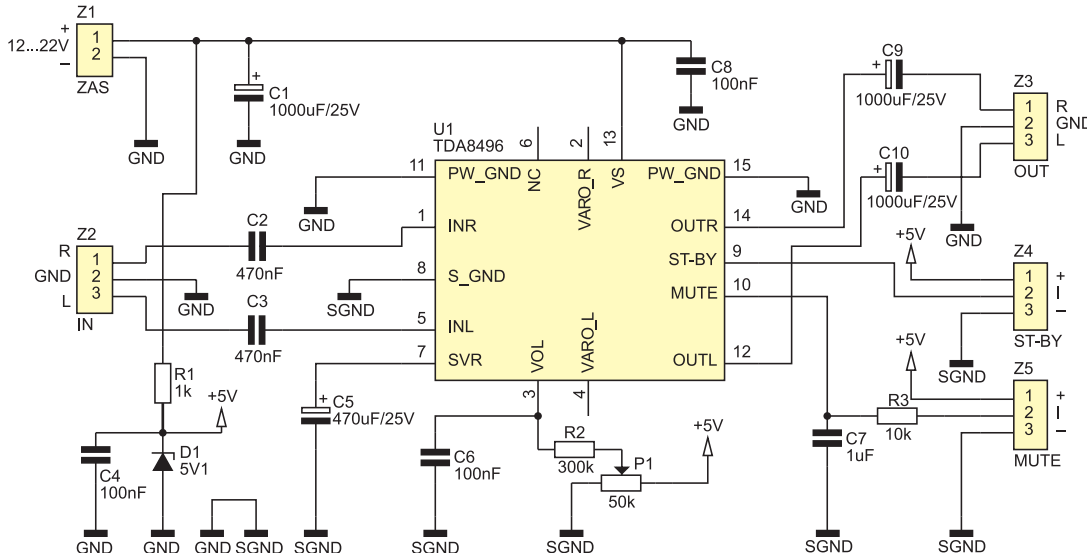 Z1
+
12...22V
−
1
2
ZAS
GND
+
C1
1000uF/25V
GND
C8
100nF
GND
C9
+
1000uF/25V
C10
+
1000uF/25V
Z3
1
2
3
R
GND
L
OUT
GND
U1
TDA8496
6
2
13
NC
VARO_R
VS
11
PW_GND
GND
PW_GND
15
GND
1
INR
OUTR
14
8
S_GND
SGND
ST-BY
9
MUTE
10
5
INL
7
SVR
VOL
VARO_L
OUTL
12
3
4
Z2
R
GND
L
1
2
3
IN
C2
470nF
GND
C3
470nF
+5V
Z4
1
2
3
+
I
−
ST-BY
SGND
+5V
Z5
1
2
3
+
I
−
MUTE
SGND
R3
10k
C7
1uF
SGND
R1
1k
+5V
C4
100nF
GND
D1
5V1
GND
GND
SGND
+
C5
470uF/25V
SGND
C6
100nF
SGND
R2
300k
P1
50k
+5V
SGND